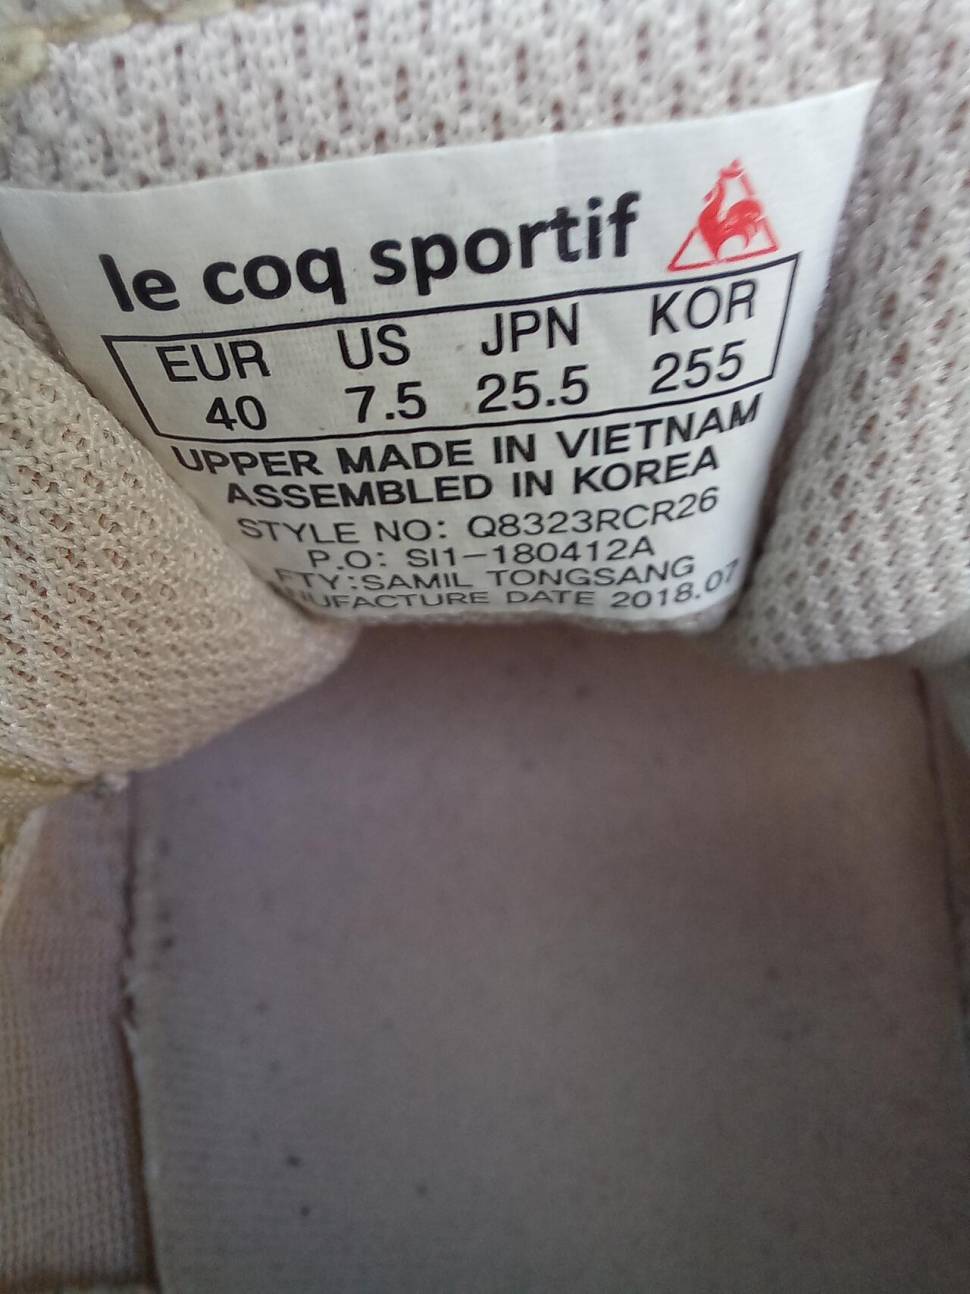 le coq sportif
EUR US JPN KOR
40 7.5 25.5 255
UPPER MADE IN VIETNAM
ASSEMBLED IN KOREA
STYLE NO: Q8323RCR26
P.O: SI1-180412A
FTY:SAMIL TONGSANG
NUFACTURE DATE 2018.07